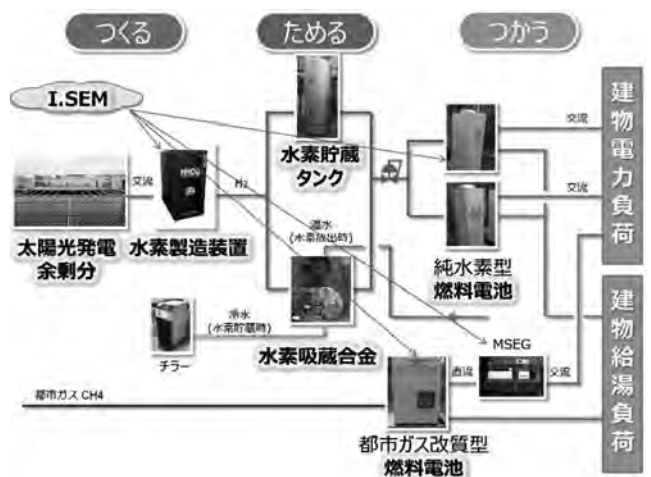 つくる
ためる
つかう
I.SEM
交流
H₂
水素貯蔵
タンク
太陽光発電
余剰分
水素製造装置
温水
(水素放出時)
冷水
(水素貯蔵時)
チラー
水素吸蔵合金
交流
交流
純水素型
燃料電池
MSEG
直流
交流
都市ガス CH4
都市ガス改質型
燃料電池
建物電力負荷
建物給湯負荷